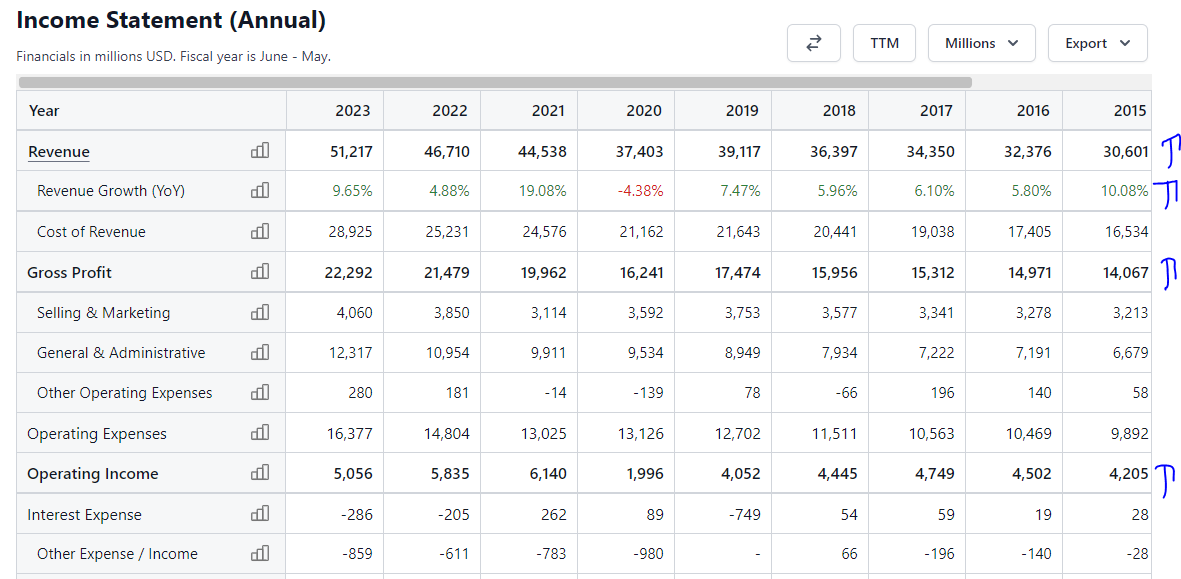 Income Statement (Annual)
Financials in millions USD. Fiscal year is June - May.
TTM Millions Export
Year 2023 2022 2021 2020 2019 2018 2017 2016 2015
Revenue 51,217 46,710 44,538 37,403 39,117 36,397 34,350 32,376 30,601
Revenue Growth (YoY) 9.65% 4.88% 19.08% -4.38% 7.47% 5.96% 6.10% 5.80% 10.08%
Cost of Revenue 28,925 25,231 24,576 21,162 21,643 20,441 19,038 17,405 16,534
Gross Profit 22,292 21,479 19,962 16,241 17,474 15,956 15,312 14,971 14,067
Selling & Marketing 4,060 3,850 3,114 3,592 3,753 3,577 3,341 3,278 3,213
General & Administrative 12,317 10,954 9,911 9,534 8,949 7,934 7,222 7,191 6,679
Other Operating Expenses 280 181 -14 -139 78 -66 196 140 58
Operating Expenses 16,377 14,804 13,025 13,126 12,702 11,511 10,563 10,469 9,892
Operating Income 5,056 5,835 6,140 1,996 4,052 4,445 4,749 4,502 4,205
Interest Expense -286 -205 262 89 -749 54 59 19 28
Other Expense / Income -859 -611 -783 -980 - 66 -196 -140 -28